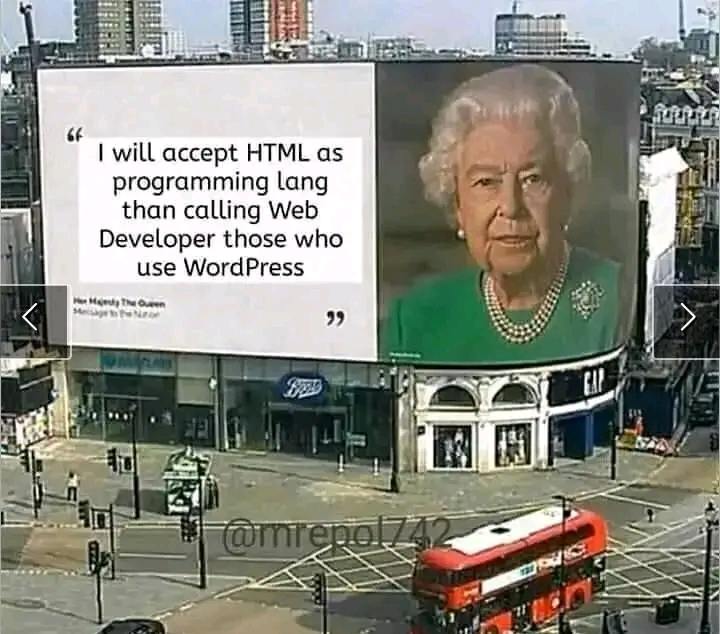 “
I will accept HTML as
programming lang
than calling Web
Developer those who
use WordPress
”
Her Majesty The Queen
Message to the Nation
BARCLAYS
Boots
GAP
@mrepol742